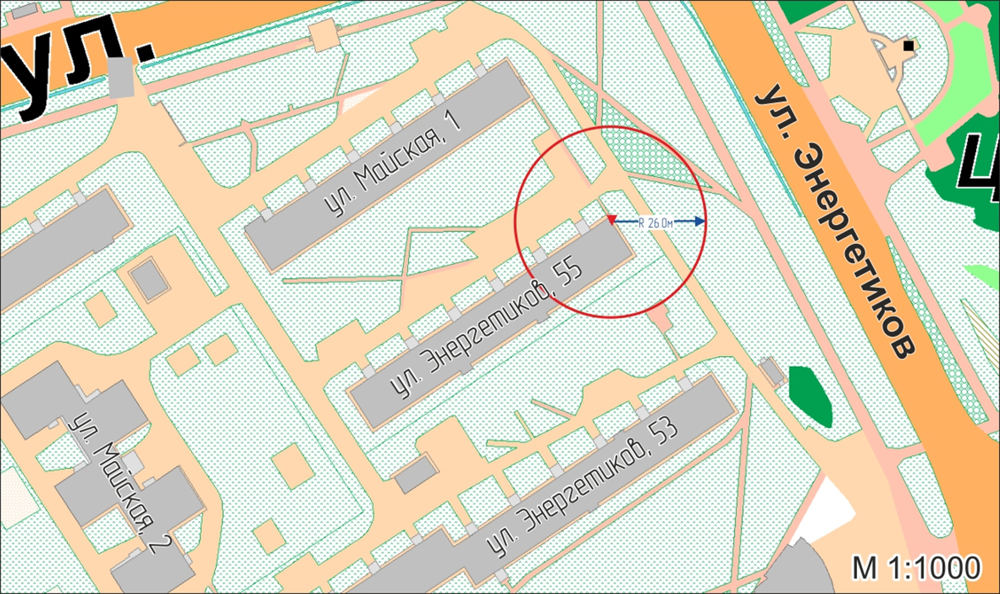 ул.
ул. Энергетиков
Ц
ул. Майская, 1
R 26.0м
ул. Энергетиков, 55
ул. Майская, 2
ул. Энергетиков, 53
М 1:1000